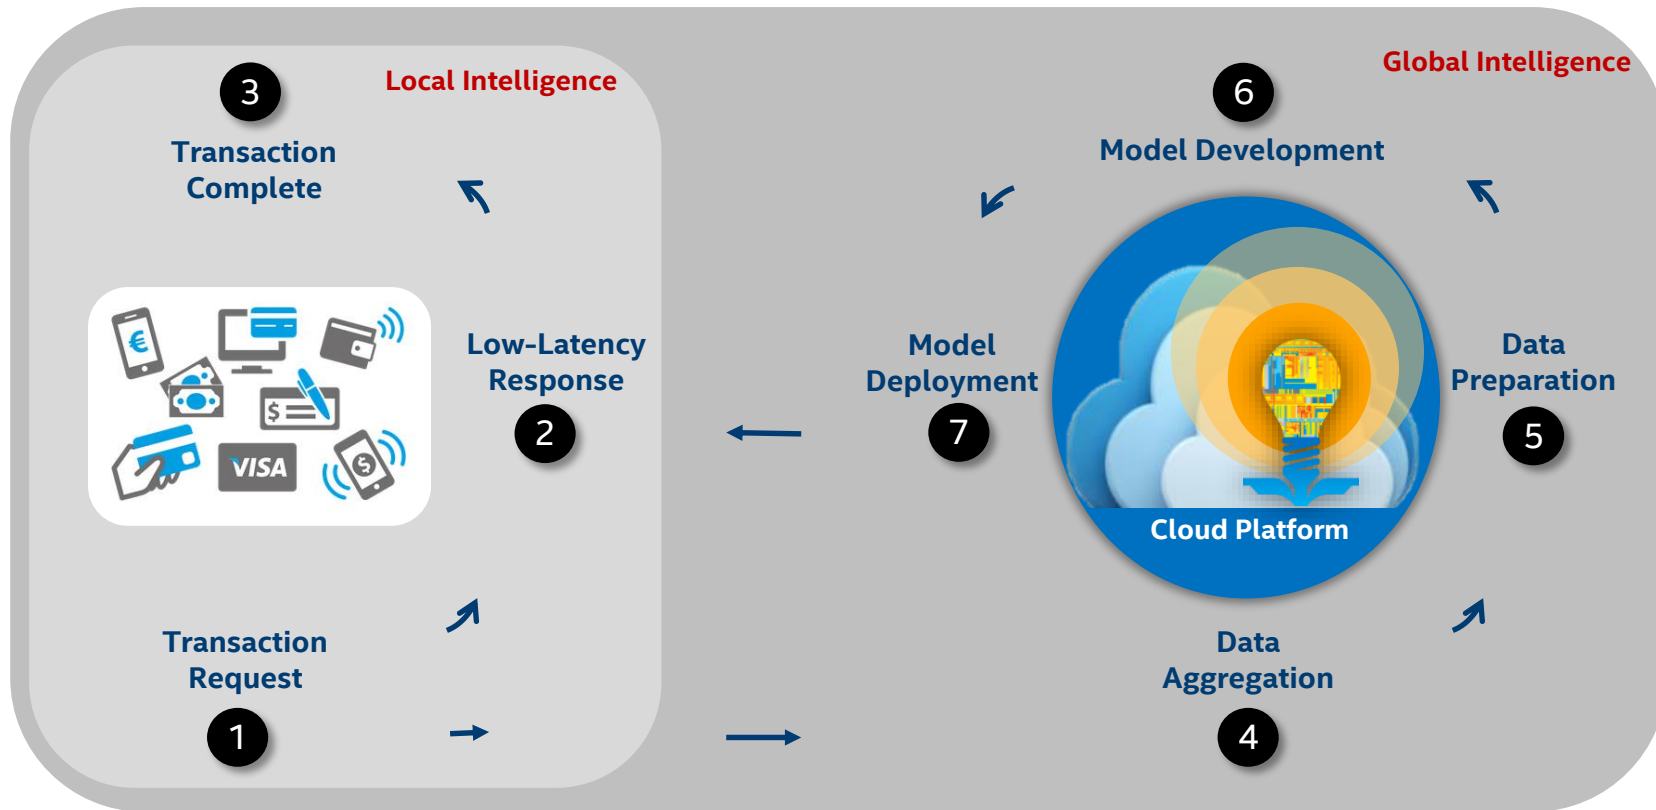 Local Intelligence
3
Transaction
Complete
€
$
VISA
$
Low-Latency
Response
2
Transaction
Request
1
Global Intelligence
6
Model Development
Model
Deployment
7
Cloud Platform
Data
Preparation
5
Data
Aggregation
4